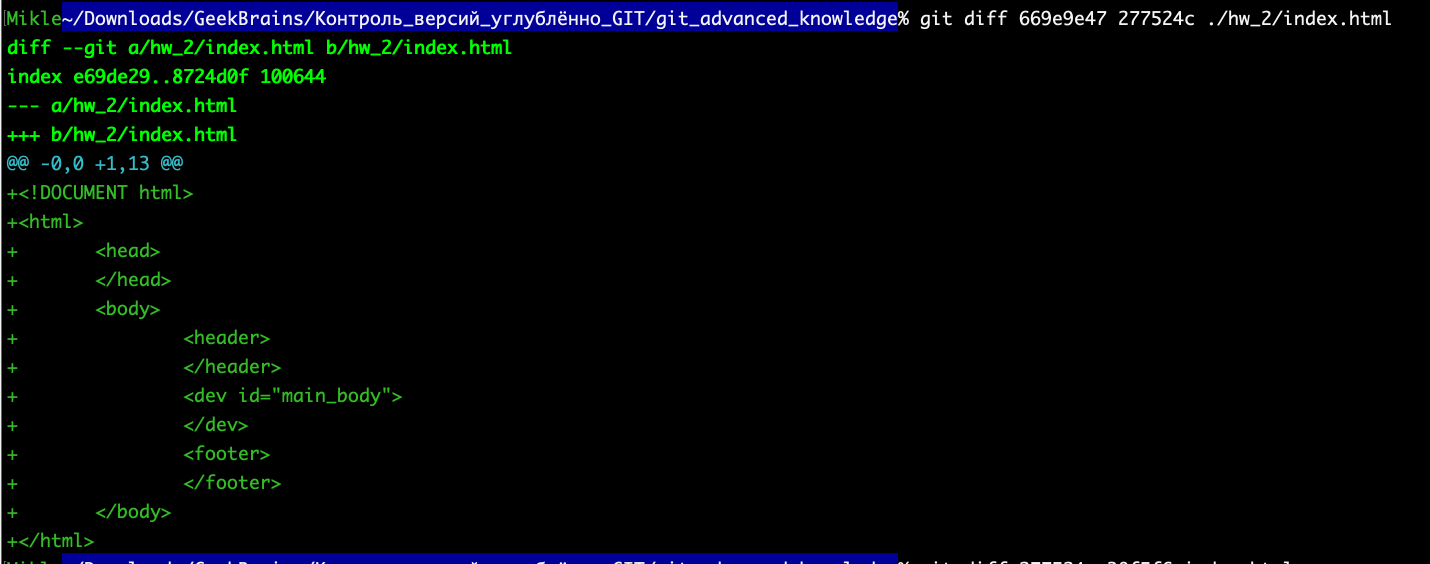 Mikle~/Downloads/GeekBrains/Контроль_версий_углублённо_GIT/git_advanced_knowledge% git diff 669e9e47 277524c ./hw_2/index.html
diff --git a/hw_2/index.html b/hw_2/index.html
index e69de29..8724d0f 100644
--- a/hw_2/index.html
+++ b/hw_2/index.html
@@ -0,0 +1,13 @@
+<!DOCUMENT html>
+<html>
+       <head>
+       </head>
+       <body>
+               <header>
+               </header>
+               <dev id="main_body">
+               </dev>
+               <footer>
+               </footer>
+       </body>
+</html>